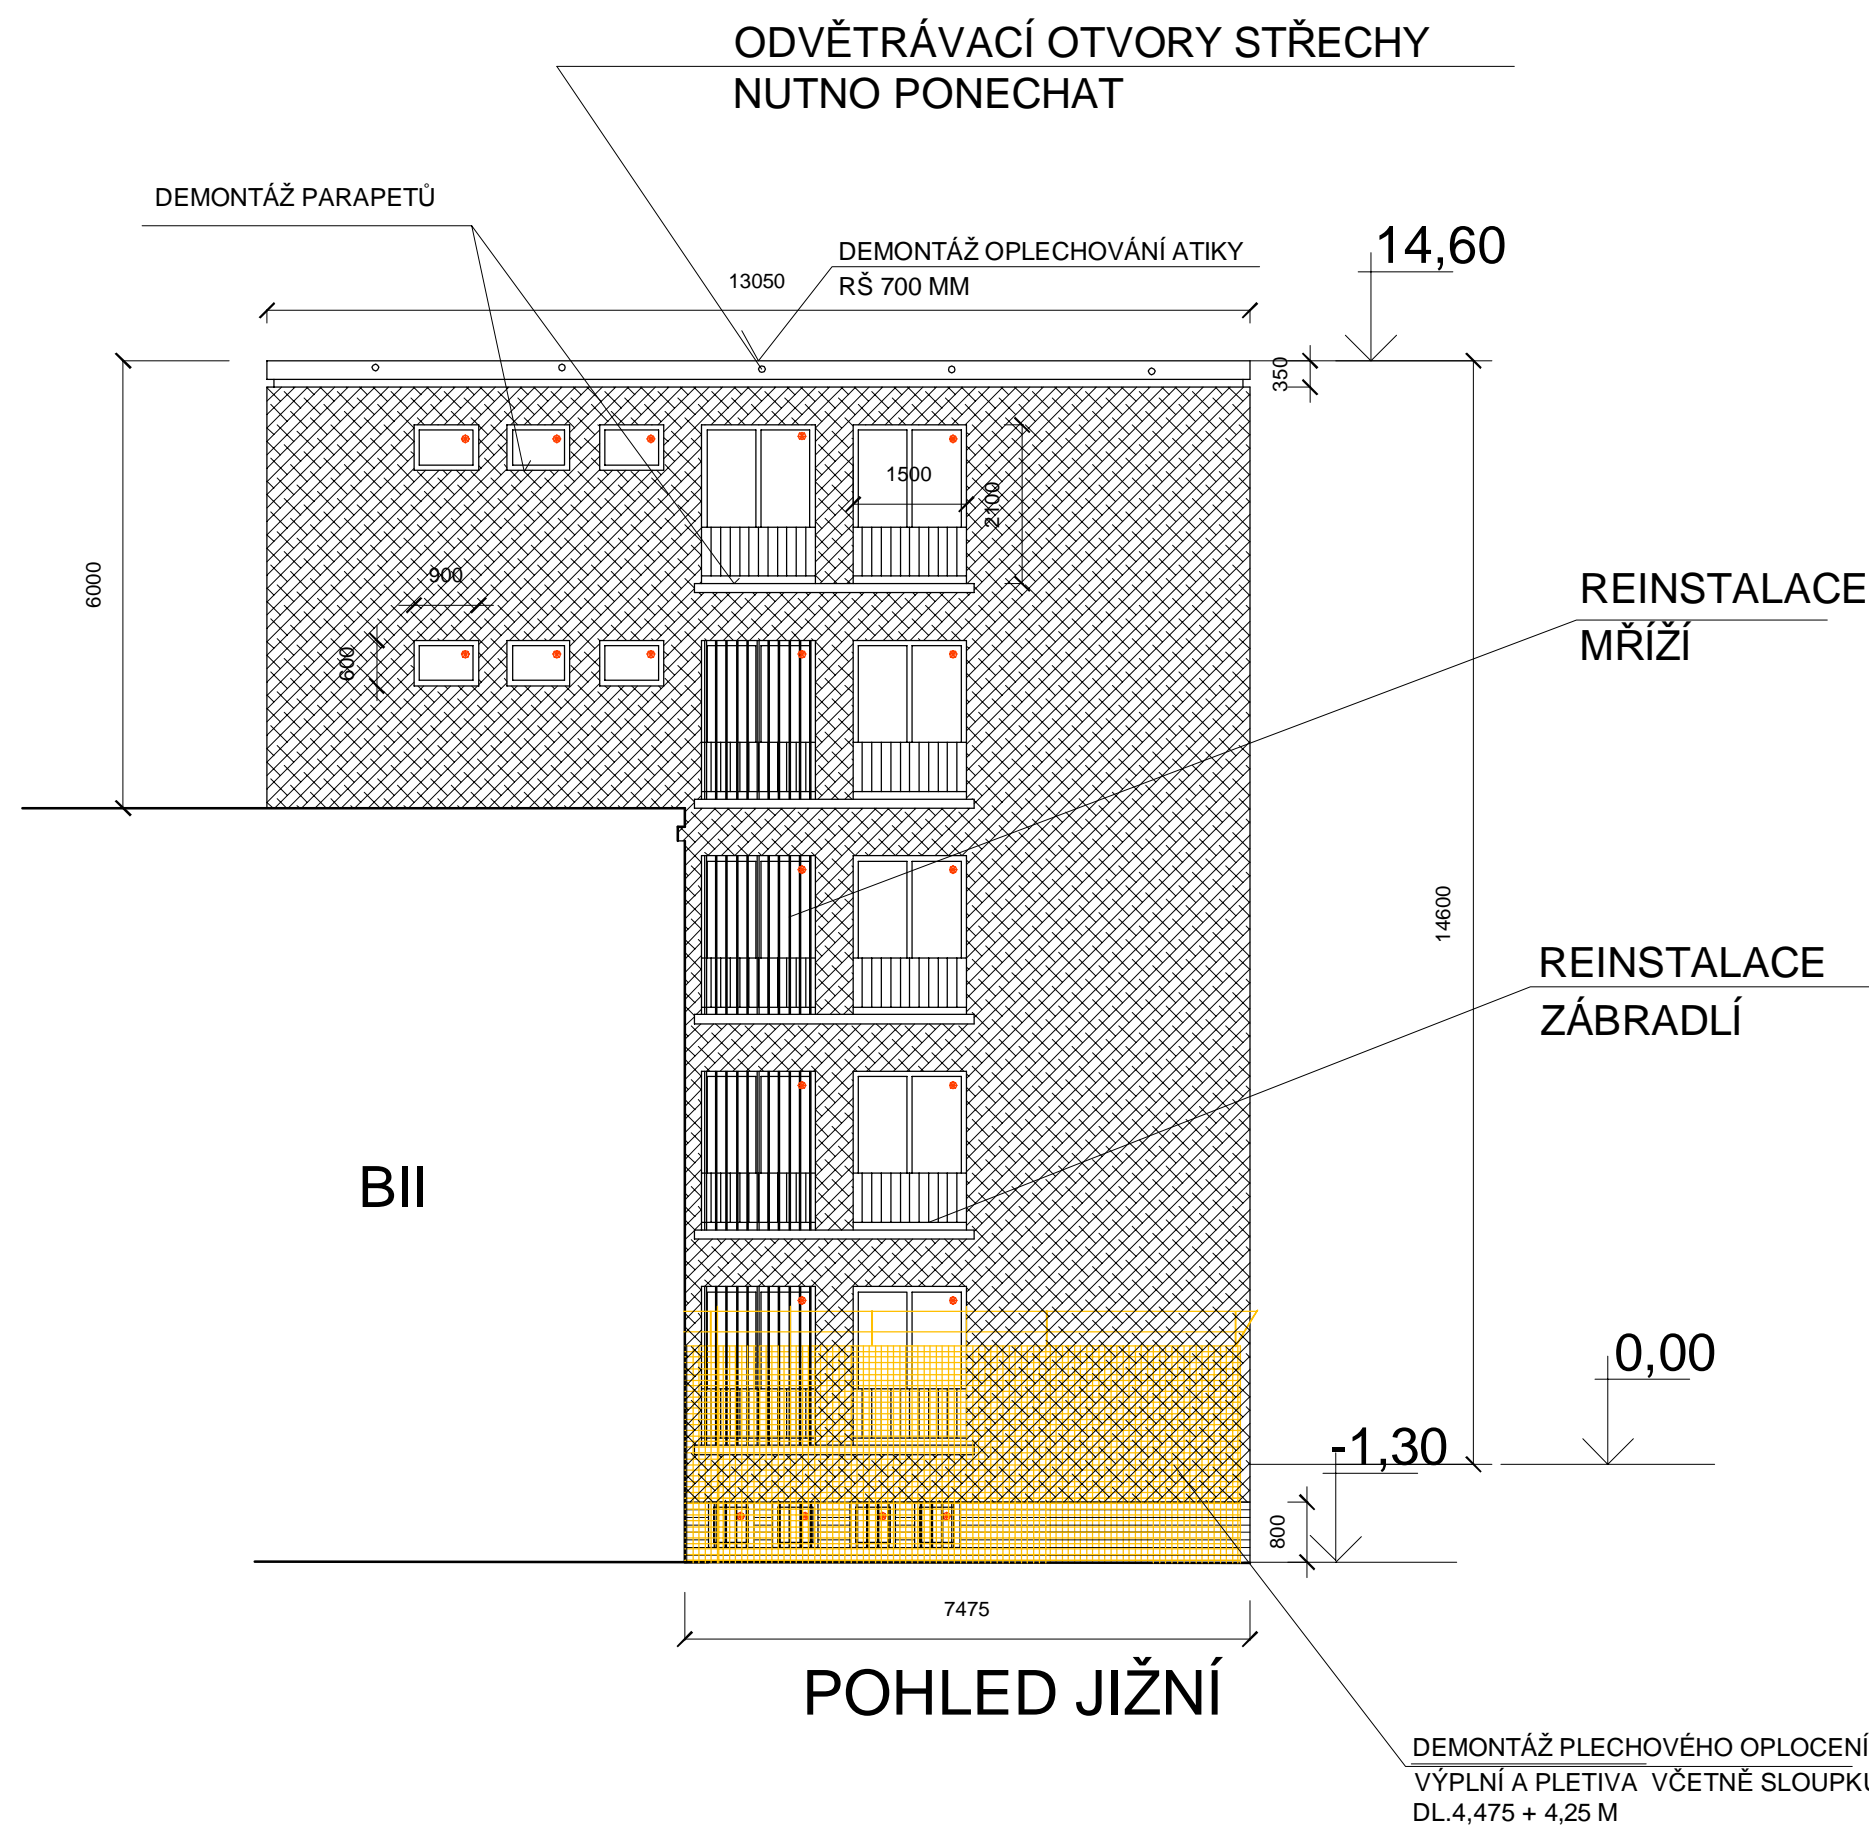 ODVĚTRÁVACÍ OTVORY STŘECHY
NUTNO PONECHAT
DEMONTÁŽ PARAPETŮ
DEMONTÁŽ OPLECHOVÁNÍ ATIKY
RŠ 700 MM
13050
14,60
350
1500
2100
6000
900
600
REINSTALACE
MŘÍŽÍ
14600
REINSTALACE
ZÁBRADLÍ
BII
0,00
-1,30
800
7475
POHLED JIŽNÍ
DEMONTÁŽ PLECHOVÉHO OPLOCENÍ
VÝPLNÍ A PLETIVA VČETNĚ SLOUPKU
DL.4,475 + 4,25 M